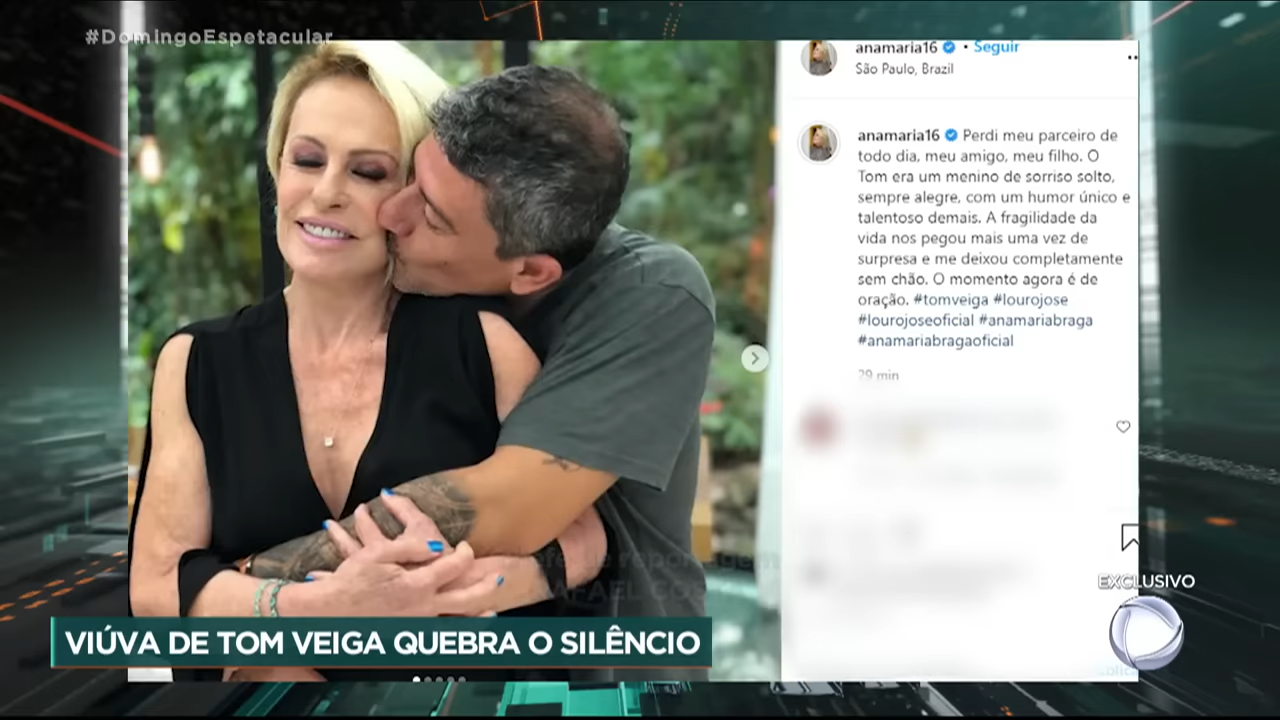 #DomingoEspetacular
anamaria16 • Seguir
São Paulo, Brazil
anamaria16 Perdi meu parceiro de
todo dia, meu amigo, meu filho. O
Tom era um menino de sorriso solto,
sempre alegre, com um humor único e
talentoso demais. A fragilidade da
vida nos pegou mais uma vez de
surpresa e me deixou completamente
sem chão. O momento agora é de
oração. #tomveiga #lourojose
#lourojoseoficial #anamariabraga
#anamariabragaoficial
29 min
EXCLUSIVO
VIÚVA DE TOM VEIGA QUEBRA O SILÊNCIO